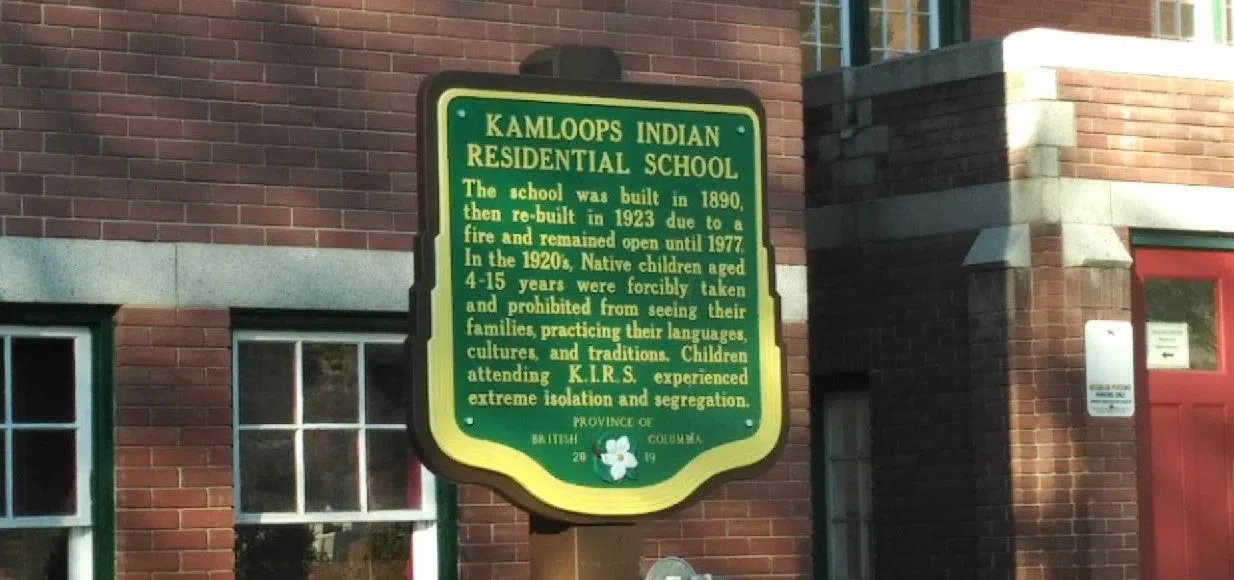 KAMLOOPS INDIAN
RESIDENTIAL SCHOOL
The school was built in 1890,
then re-built in 1923 due to a
fire and remained open until 1977.
In the 1920's, Native children aged
4-15 years were forcibly taken
and prohibited from seeing their
families, practicing their languages,
cultures, and traditions. Children
attending K.I.R.S. experienced
extreme isolation and segregation.
PROVINCE OF
BRITISH COLUMBIA
20 19
PARKING ONLY